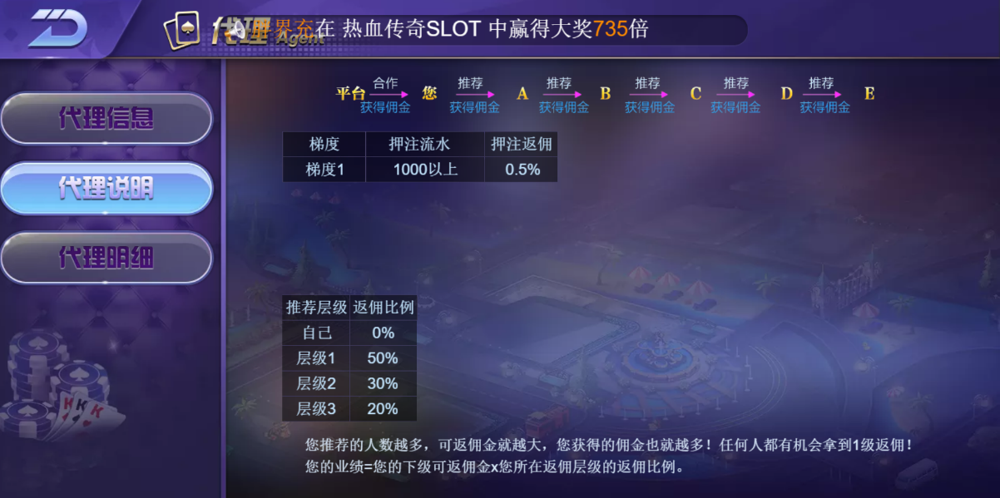 代理 Agent 界充在 热血传奇SLOT 中赢得大奖735倍
代理信息
代理说明
代理明细
平台 合作 您 推荐 A 推荐 B 推荐 C 推荐 D 推荐 E
获得佣金 获得佣金 获得佣金 获得佣金 获得佣金 获得佣金
梯度 押注流水 押注返佣
梯度1 1000以上 0.5%
推荐层级 返佣比例
自己 0%
层级1 50%
层级2 30%
层级3 20%
您推荐的人数越多，可返佣金就越大，您获得的佣金也就越多！任何人都有机会拿到1级返佣！
您的业绩=您的下级可返佣金x您所在返佣层级的返佣比例。